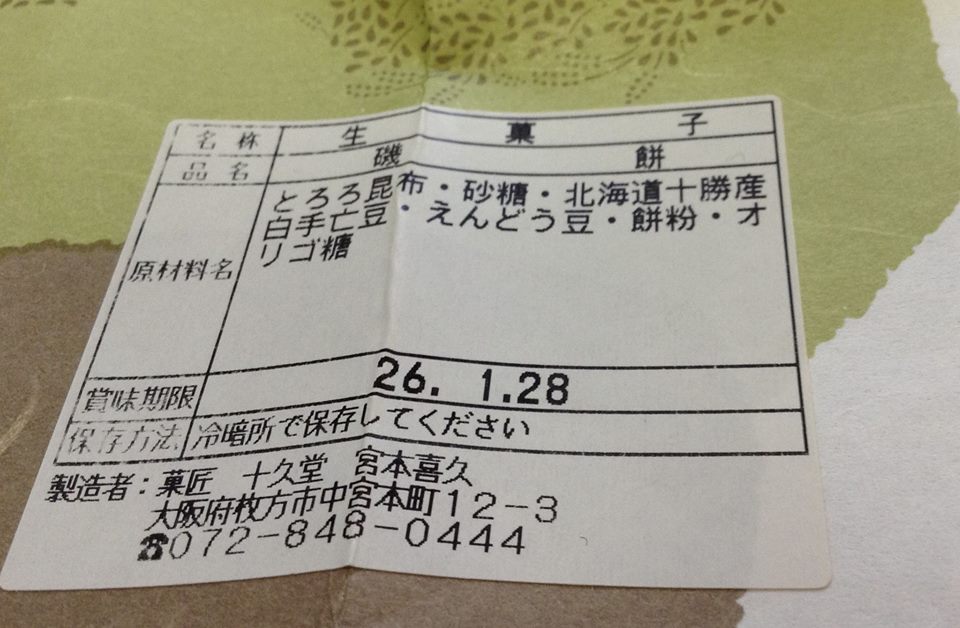 名称 生菓子
品名 磯餅
原材料名 とろろ昆布・砂糖・北海道十勝産
白手亡豆・えんどう豆・餅粉・オ
リゴ糖
賞味期限 26. 1.28
保存方法 冷暗所で保存してください
製造者：菓匠 十久堂 宮本喜久
大阪府枚方市中宮本町12-3
☎072-848-0444